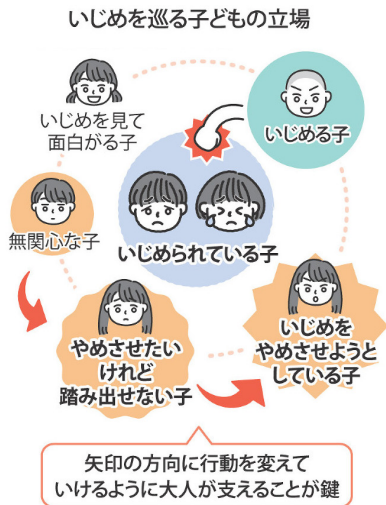 いじめを巡る子どもの立場
いじめを見て
面白がる子
いじめる子
いじめられている子
無関心な子
やめさせたい
けれど
踏み出せない子
いじめを
やめさせようと
している子
矢印の方向に行動を変えて
いけるように大人が支えることが鍵